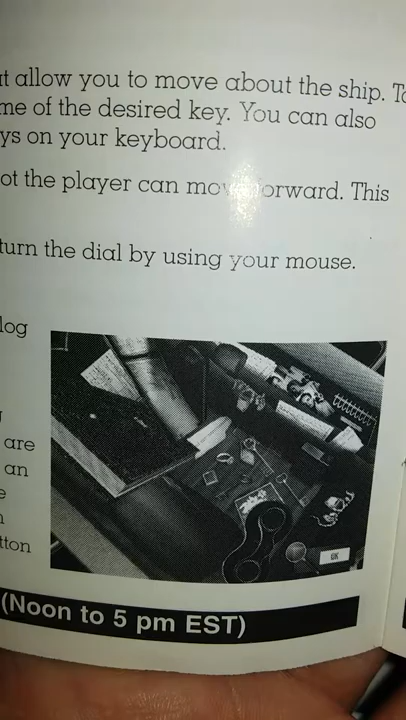 t allow you to move about the ship. To
me of the desired key. You can also
ys on your keyboard.
ot the player can mov forward. This
turn the dial by using your mouse.
log
are
an
e
tton
OK
(Noon to 5 pm EST)